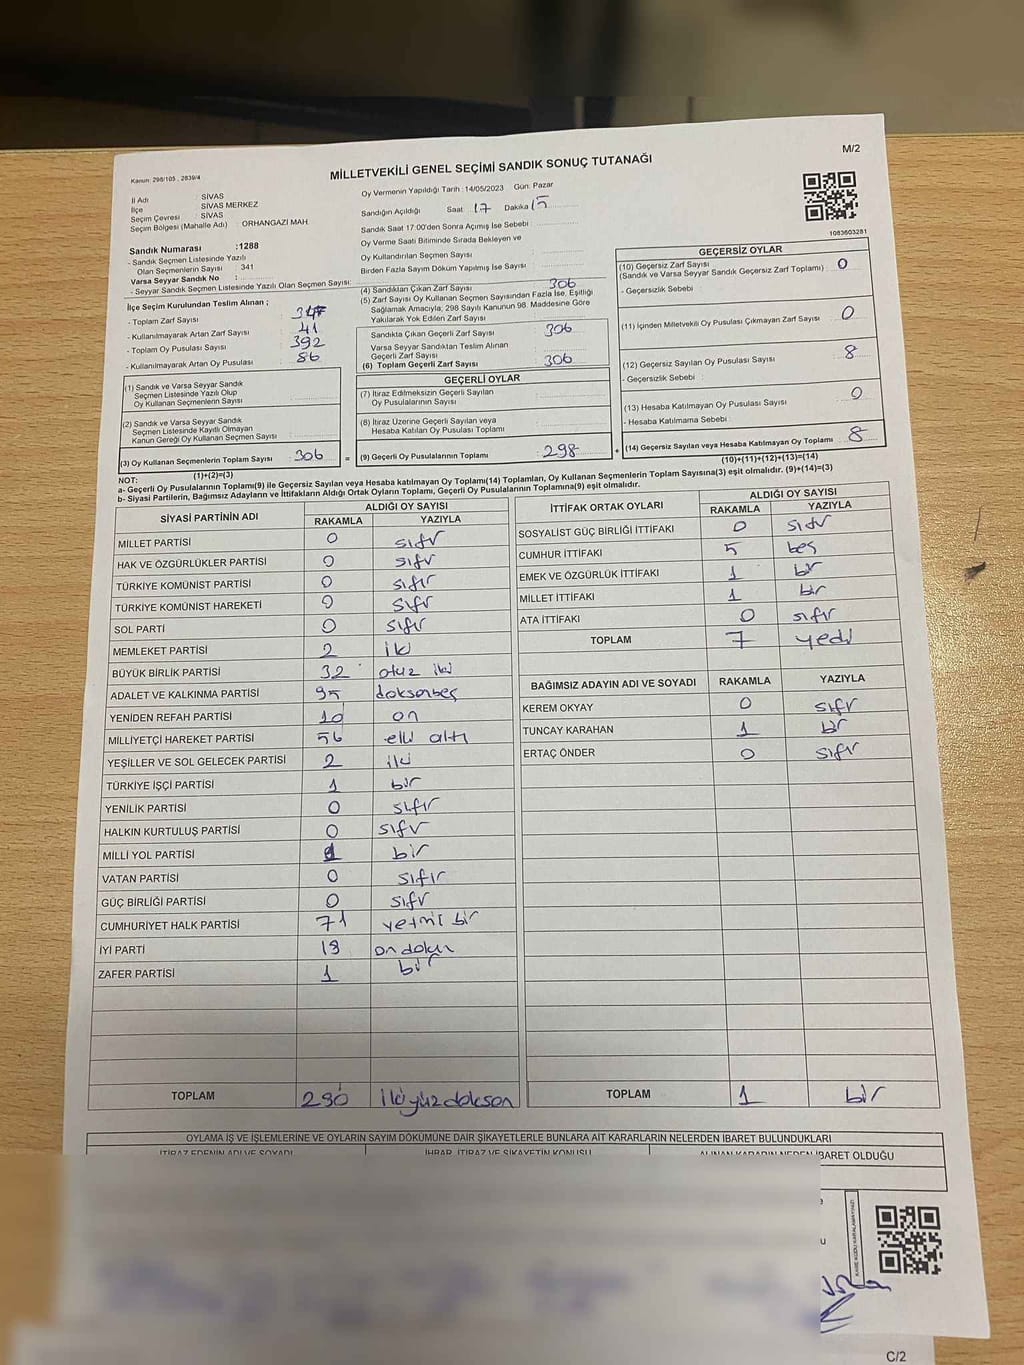 M/2
Kanun: 298/105 , 2839/4
MİLLETVEKİLİ GENEL SEÇİMİ SANDIK SONUÇ TUTANAĞI
1083603281
İl Adı : SİVAS
İlçe : SİVAS MERKEZ
Seçim Çevresi : SİVAS
Seçim Bölgesi (Mahalle Adı) : ORHANGAZİ MAH.
Sandık Numarası :1288
- Sandık Seçmen Listesinde Yazılı
Olan Seçmenlerin Sayısı : 341
Varsa Seyyar Sandık No :
- Seyyar Sandık Seçmen Listesinde Yazılı Olan Seçmen Sayısı:
İlçe Seçim Kurulundan Teslim Alınan ;
- Toplam Zarf Sayısı : 347
- Kullanılmayarak Artan Zarf Sayısı : 41
- Toplam Oy Pusulası Sayısı : 392
- Kullanılmayarak Artan Oy Pusulası : 86
(1) Sandık ve Varsa Seyyar Sandık
Seçmen Listesinde Yazılı Olup
Oy Kullanan Seçmenlerin Sayısı :
(2) Sandık ve Varsa Seyyar Sandık
Seçmen Listesinde Kayıtlı Olmayan
Kanun Gereği Oy Kullanan Seçmen Sayısı :
(3) Oy Kullanan Seçmenlerin Toplam Sayısı : 306
(1)+(2)=(3)
Oy Vermenin Yapıldığı Tarih : 14/05/2023 Gün: Pazar
Sandığın Açıldığı Saat 17 Dakika 15
Sandık Saat 17:00'den Sonra Açımış İse Sebebi :
Oy Verme Saati Bitiminde Sırada Bekleyen ve
Oy Kullandırılan Seçmen Sayısı :
Birden Fazla Sayım Döküm Yapılmış İse Sayısı :
(4) Sandıktan Çıkan Zarf Sayısı 306
(5) Zarf Sayısı Oy Kullanan Seçmen Sayısından Fazla İse, Eşitliği
Sağlamak Amacıyla; 298 Sayılı Kanunun 98. Maddesine Göre
Yakılarak Yok Edilen Zarf Sayısı :
Sandıkta Çıkan Geçerli Zarf Sayısı : 306
Varsa Seyyar Sandıktan Teslim Alınan
Geçerli Zarf Sayısı :
(6) Toplam Geçerli Zarf Sayısı : 306
GEÇERLİ OYLAR
(7) İtiraz Edilmeksizin Geçerli Sayılan
Oy Pusulalarının Sayısı :
(8) İtiraz Üzerine Geçerli Sayılan veya
Hesaba Katılan Oy Pusulası Toplamı :
= (9) Geçerli Oy Pusulalarının Toplamı : 298 +
GEÇERSİZ OYLAR
(10) Geçersiz Zarf Sayısı
(Sandık ve Varsa Seyyar Sandık Geçersiz Zarf Toplamı) : 0
- Geçersizlik Sebebi :
(11) İçinden Milletvekili Oy Pusulası Çıkmayan Zarf Sayısı : 0
(12) Geçersiz Sayılan Oy Pusulası Sayısı : 8
- Geçersizlik Sebebi :
(13) Hesaba Katılmayan Oy Pusulası Sayısı : 0
- Hesaba Katılmama Sebebi :
(14) Geçersiz Sayılan veya Hesaba Katılmayan Oy Toplamı : 8
(10)+(11)+(12)+(13)=(14)
NOT:
a- Geçerli Oy Pusulalarının Toplamı(9) ile Geçersiz Sayılan veya Hesaba katılmayan Oy Toplamı(14) Toplamları, Oy Kullanan Seçmenlerin Toplam Sayısına(3) eşit olmalıdır. (9)+(14)=(3)
b- Siyasi Partilerin, Bağımsız Adayların ve İttifakların Aldığı Ortak Oyların Toplamı, Geçerli Oy Pusulalarının Toplamına(9) eşit olmalıdır.
SİYASİ PARTİNİN ADI ALDIĞI OY SAYISI
RAKAMLA YAZIYLA
MİLLET PARTİSİ 0 sıfır
HAK VE ÖZGÜRLÜKLER PARTİSİ 0 sıfır
TÜRKİYE KOMÜNİST PARTİSİ 0 sıfır
TÜRKİYE KOMÜNİST HAREKETİ 0 sıfır
SOL PARTİ 0 sıfır
MEMLEKET PARTİSİ 2 iki
BÜYÜK BİRLİK PARTİSİ 32 otuz iki
ADALET VE KALKINMA PARTİSİ 95 doksanbeş
YENİDEN REFAH PARTİSİ 10 on
MİLLİYETÇİ HAREKET PARTİSİ 56 elli altı
YEŞİLLER VE SOL GELECEK PARTİSİ 2 iki
TÜRKİYE İŞÇİ PARTİSİ 1 bir
YENİLİK PARTİSİ 0 sıfır
HALKIN KURTULUŞ PARTİSİ 0 sıfır
MİLLİ YOL PARTİSİ 1 bir
VATAN PARTİSİ 0 sıfır
GÜÇ BİRLİĞİ PARTİSİ 0 sıfır
CUMHURİYET HALK PARTİSİ 71 yetmiş bir
İYİ PARTİ 19 on dokuz
ZAFER PARTİSİ 1 bir
TOPLAM 290 ikiyüzdoksan
İTTİFAK ORTAK OYLARI ALDIĞI OY SAYISI
RAKAMLA YAZIYLA
SOSYALİST GÜÇ BİRLİĞİ İTTİFAKI 0 sıfır
CUMHUR İTTİFAKI 5 beş
EMEK VE ÖZGÜRLÜK İTTİFAKI 1 bir
MİLLET İTTİFAKI 1 bir
ATA İTTİFAKI 0 sıfır
TOPLAM 7 yedi
BAĞIMSIZ ADAYIN ADI VE SOYADI RAKAMLA YAZIYLA
KEREM OKYAY 0 sıfır
TUNCAY KARAHAN 1 bir
ERTAÇ ÖNDER 0 sıfır
TOPLAM 1 bir
OYLAMA İŞ VE İŞLEMLERİNE VE OYLARIN SAYIM DÖKÜMÜNE DAİR ŞİKAYETLERLE BUNLARA AİT KARARLARIN NELERDEN İBARET BULUNDUKLARI
İTİRAZ EDENİN ADI VE SOYADI İHBAR, İTİRAZ VE ŞİKAYETİN KONUSU ALINAN KARARIN NEDEN İBARET OLDUĞU
KARE KODU KARALAMAYINIZ!
C/2